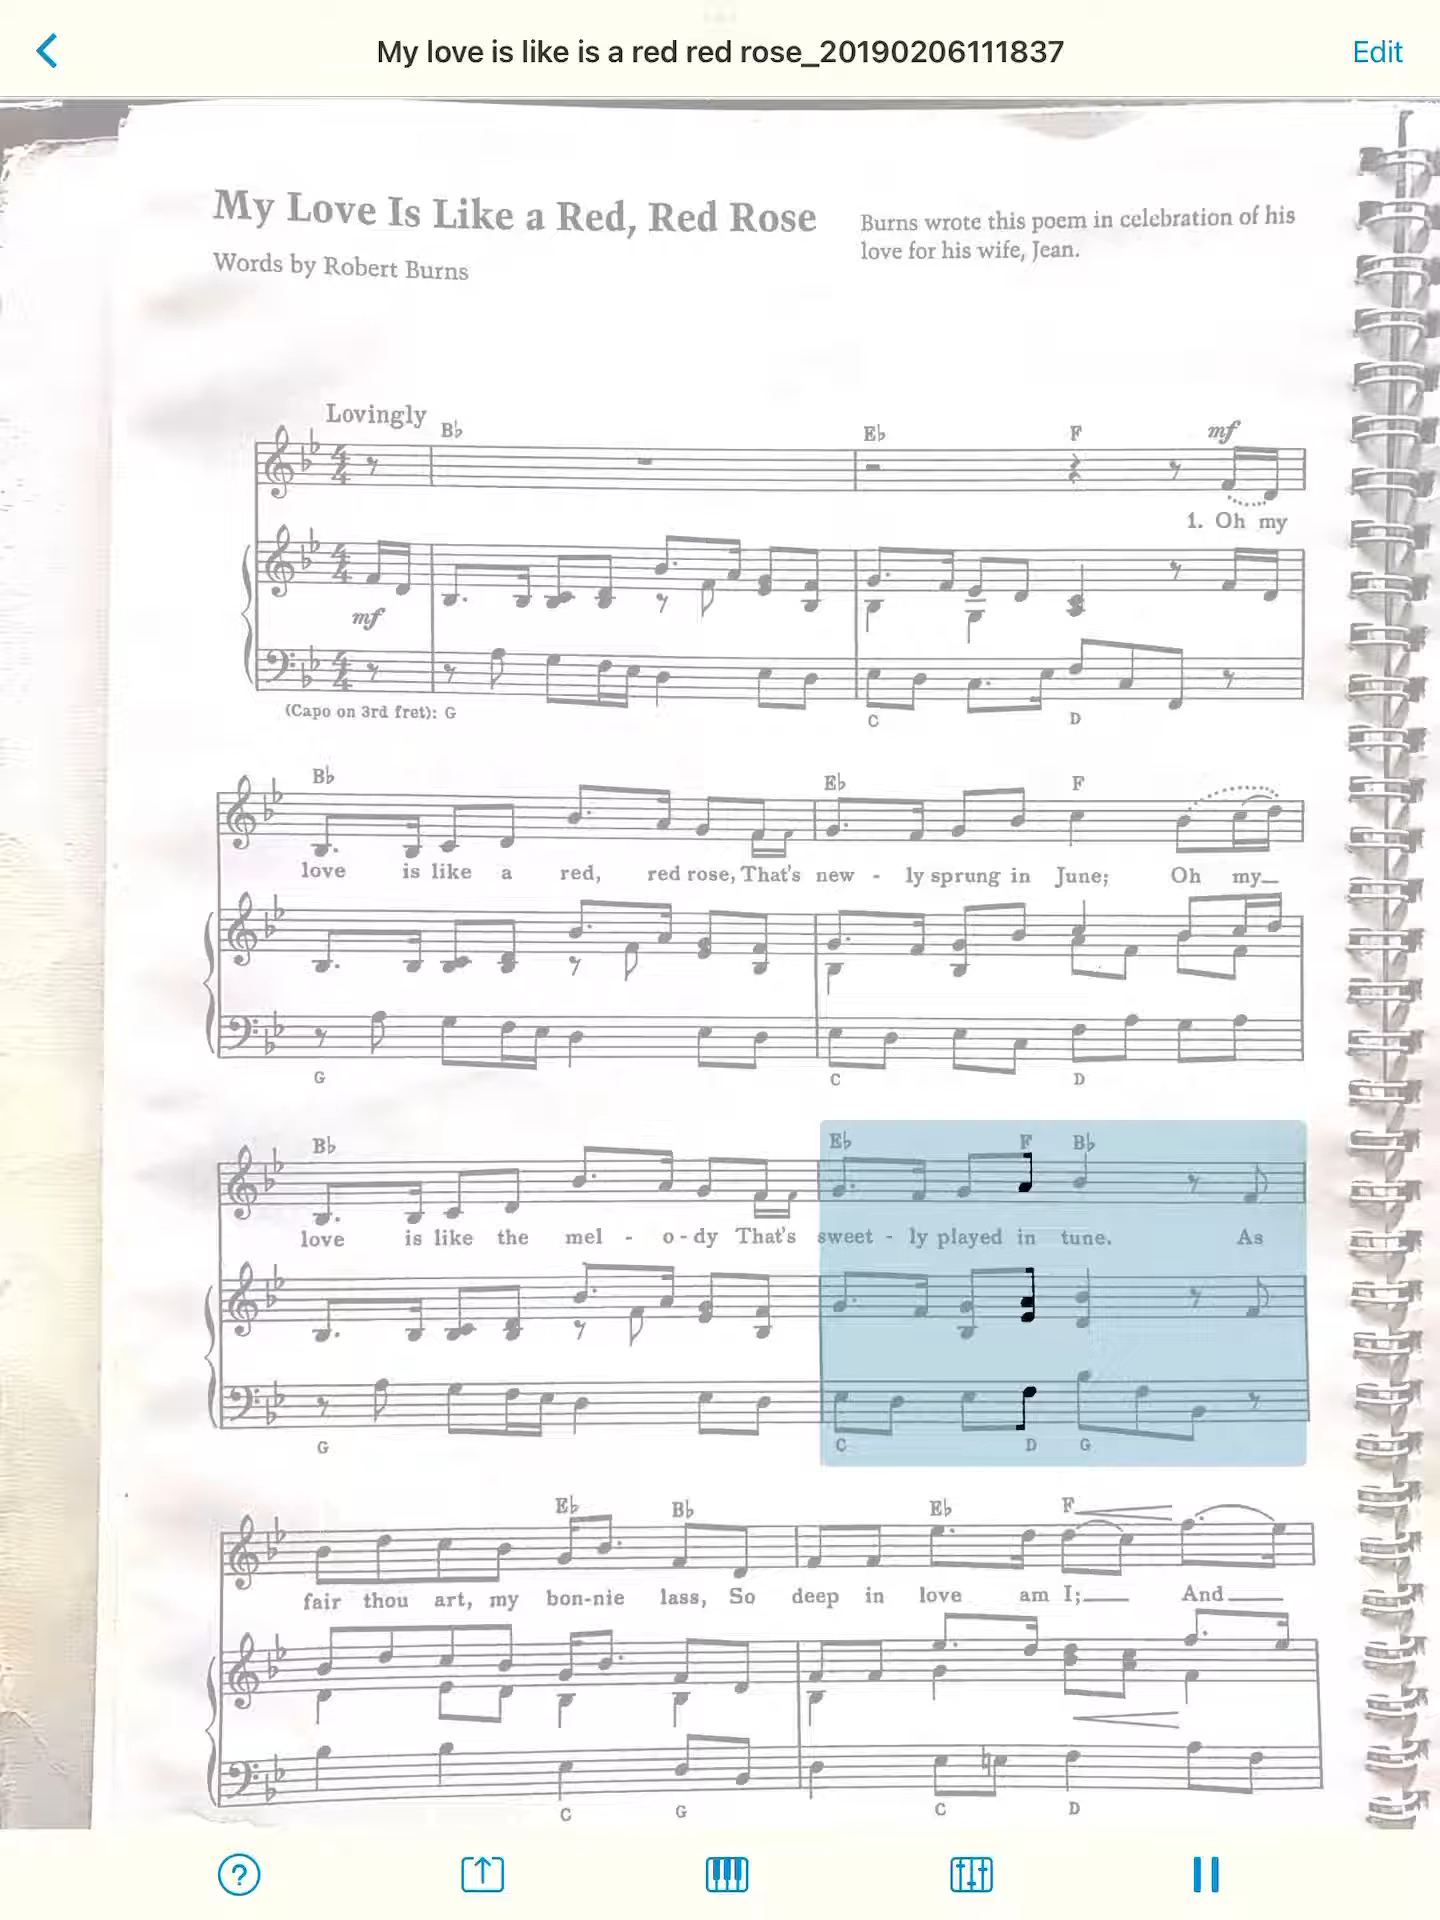 My love is like is a red red rose_20190206111837
Edit
My Love Is Like a Red, Red Rose
Words by Robert Burns
Burns wrote this poem in celebration of his
love for his wife, Jean.
Lovingly
B♭ E♭ F mf
1. Oh my
mf
(Capo on 3rd fret): G C D
B♭ E♭ F
love is like a red, red rose, That's new - ly sprung in June; Oh my
G C D
B♭ E♭ F B♭
love is like the mel - o - dy That's sweet - ly played in tune. As
G C D G
E♭ B♭ E♭ F
fair thou art, my bon-nie lass, So deep in love am I; And
C G C D